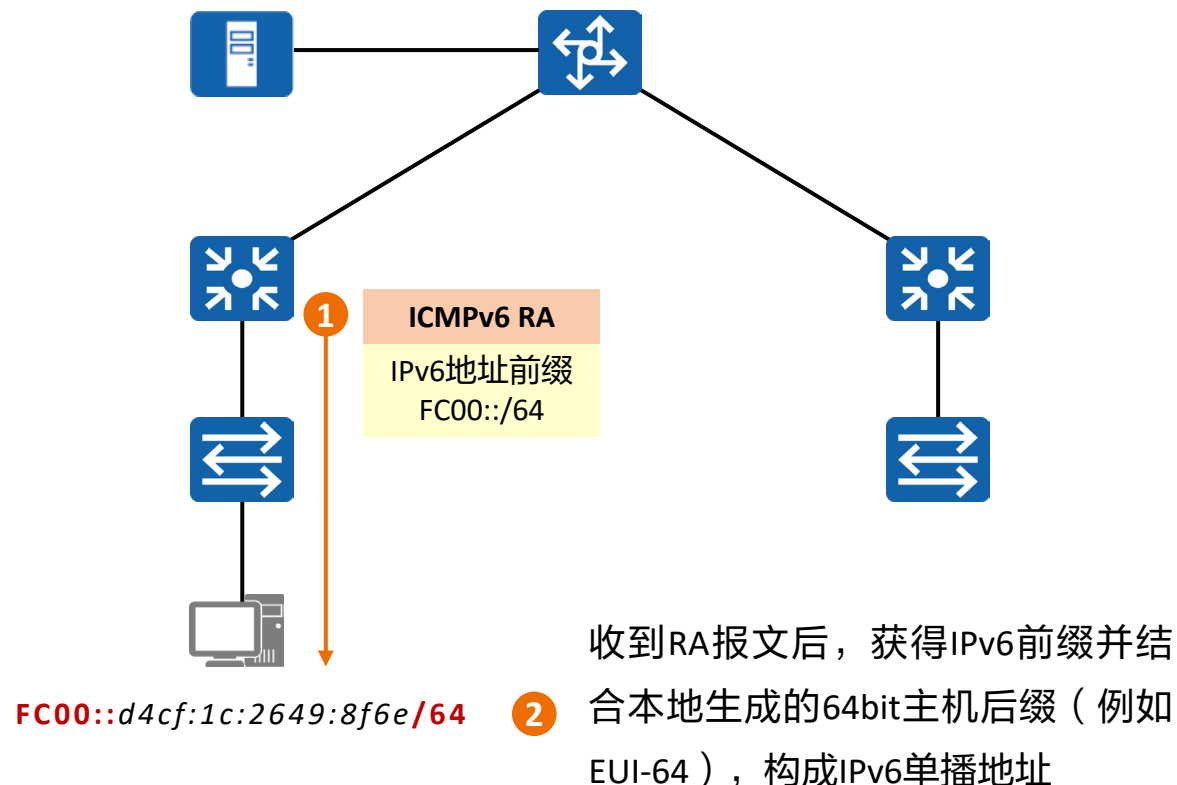 1
ICMPv6 RA
IPv6地址前缀
FC00::/64
FC00::d4cf:1c:2649:8f6e/64
2
收到RA报文后，获得IPv6前缀并结
合本地生成的64bit主机后缀（例如
EUI-64），构成IPv6单播地址